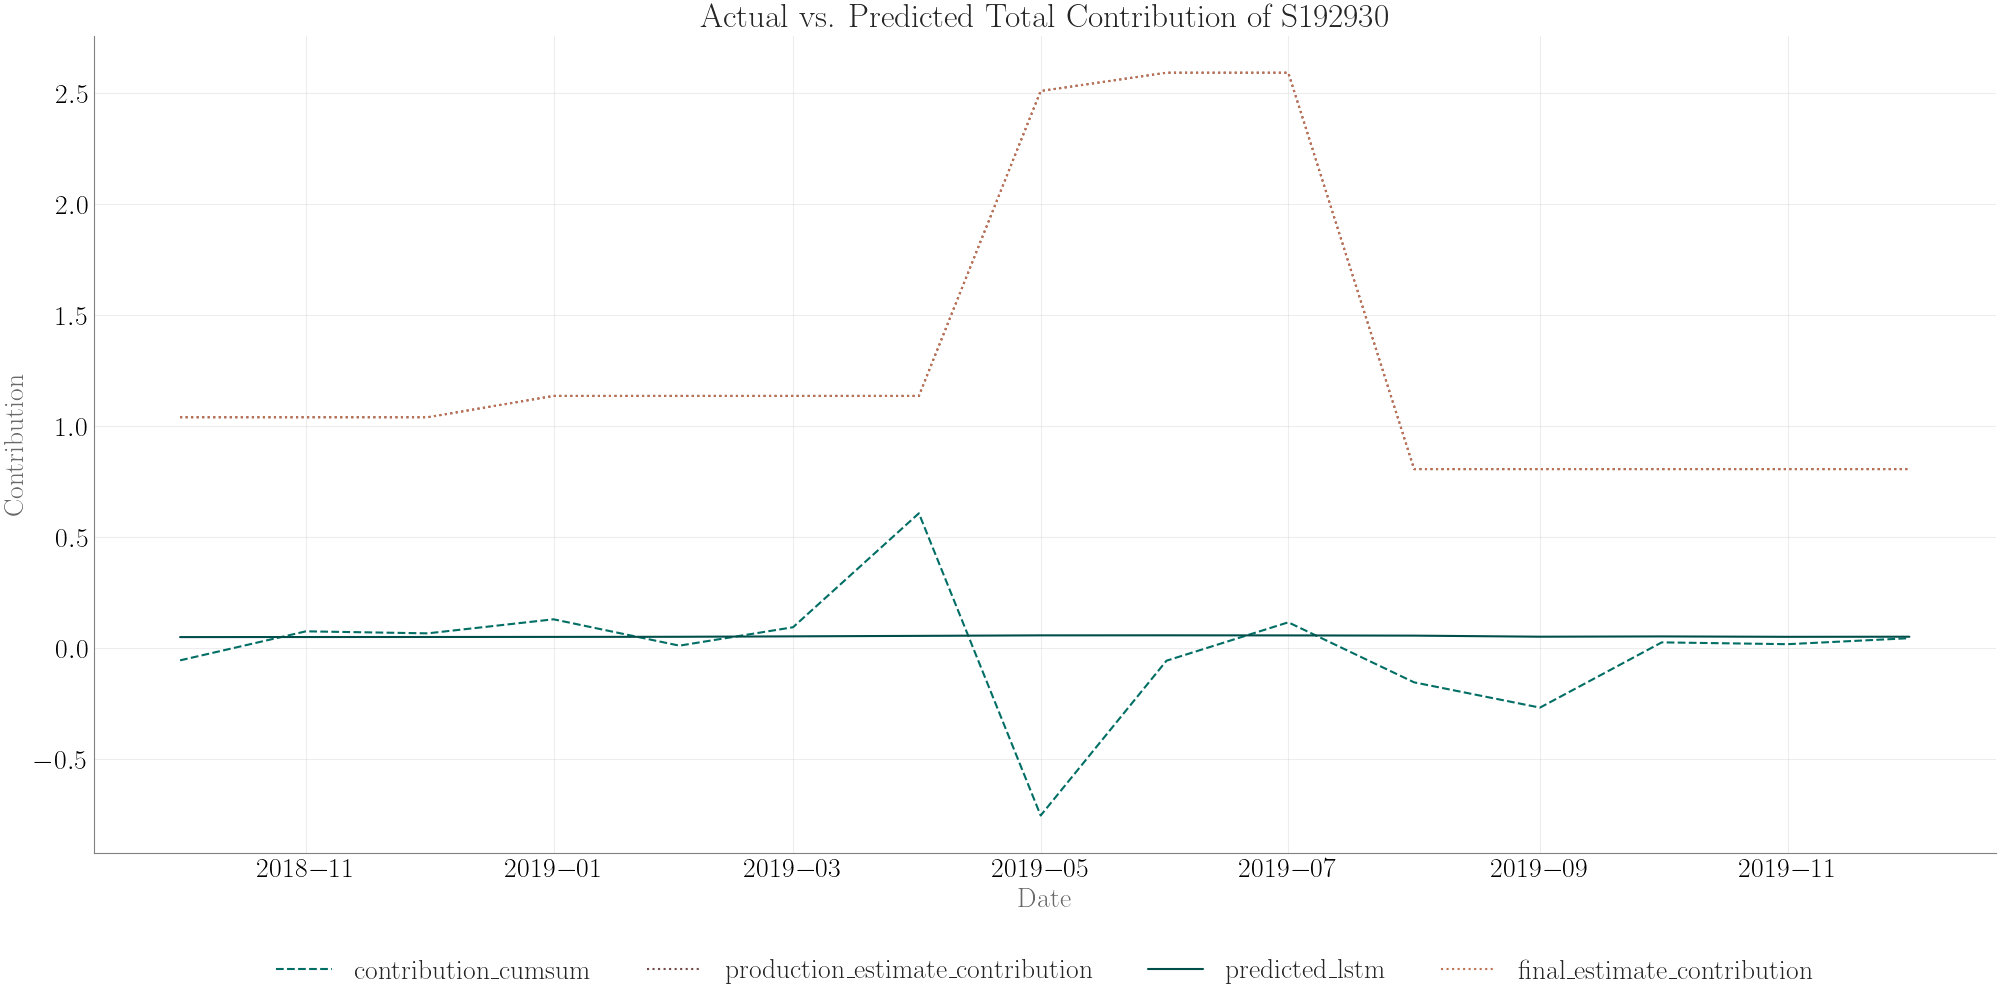 Actual vs. Predicted Total Contribution of S192930
Contribution
2.5
2.0
1.5
1.0
0.5
0.0
−0.5
2018−11 2019−01 2019−03 2019−05 2019−07 2019−09 2019−11
Date
contribution_cumsum production_estimate_contribution predicted_lstm final_estimate_contribution